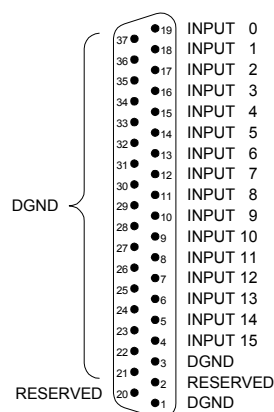 19 INPUT 0
37
18 INPUT 1
36
17 INPUT 2
35
16 INPUT 3
34
15 INPUT 4
33
14 INPUT 5
32
13 INPUT 6
31
12 INPUT 7
30
11 INPUT 8
DGND 29
10 INPUT 9
28
9 INPUT 10
27
8 INPUT 11
26
7 INPUT 12
25
6 INPUT 13
24
5 INPUT 14
23
4 INPUT 15
22
3 DGND
21
2 RESERVED
RESERVED 20
1 DGND